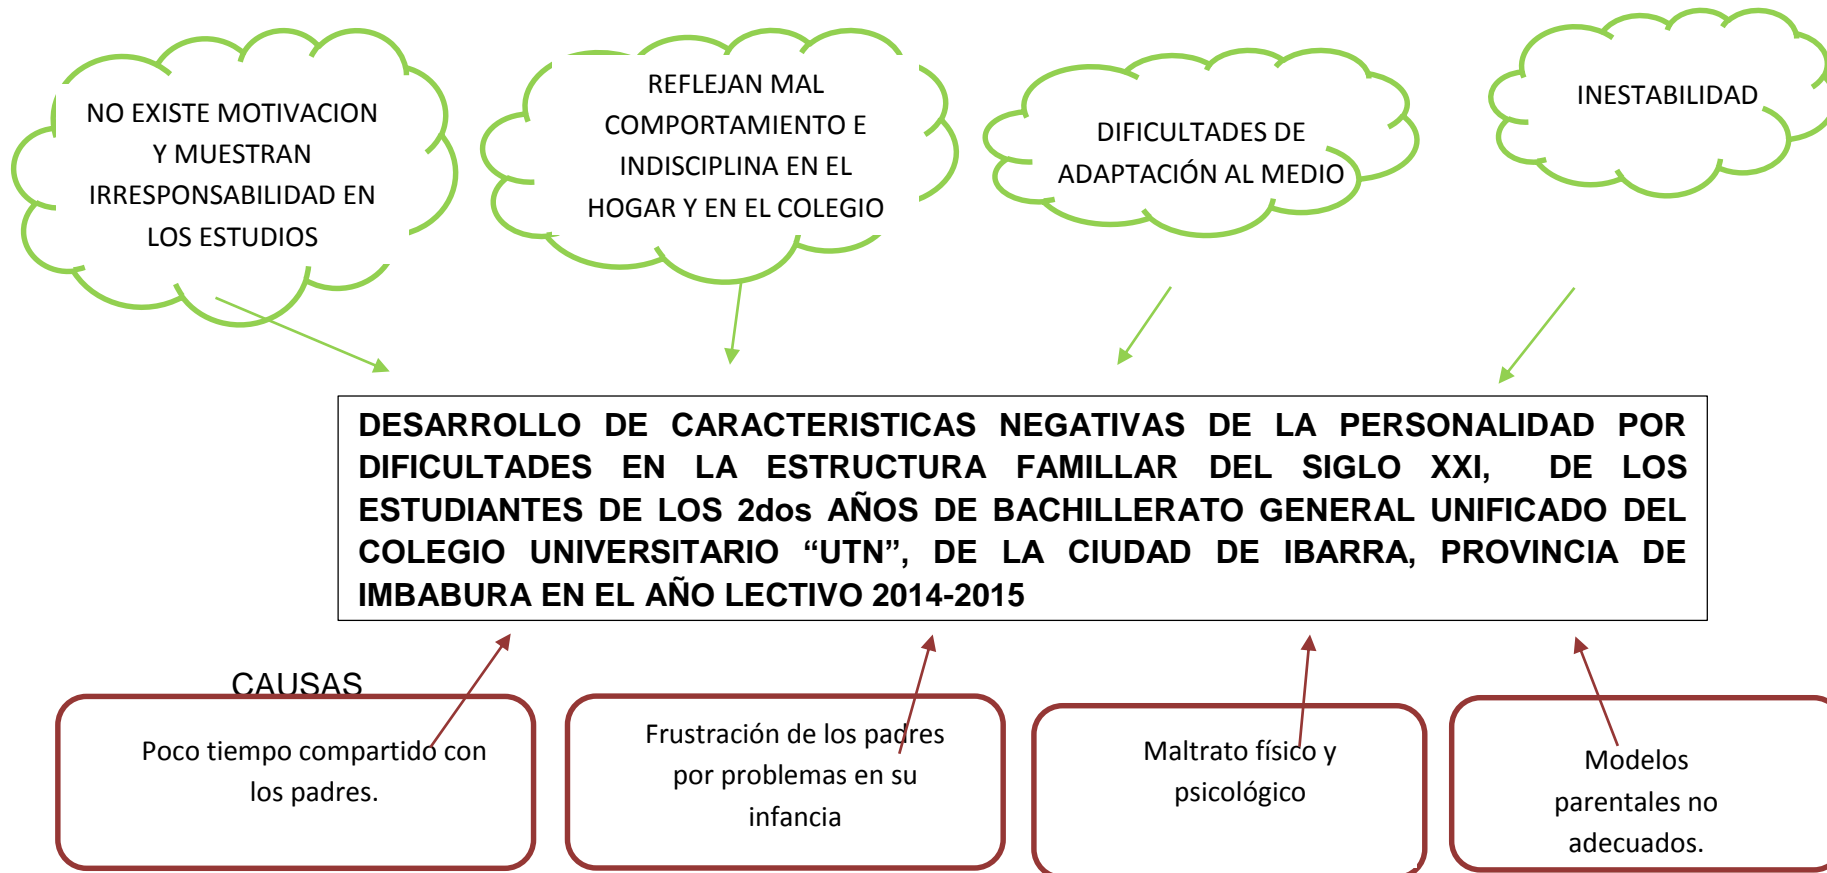 NO EXISTE MOTIVACION
Y MUESTRAN
IRRESPONSABILIDAD EN
LOS ESTUDIOS
REFLEJAN MAL
COMPORTAMIENTO E
INDISCIPLINA EN EL
HOGAR Y EN EL COLEGIO
DIFICULTADES DE
ADAPTACIÓN AL MEDIO
INESTABILIDAD
DESARROLLO DE CARACTERISTICAS NEGATIVAS DE LA PERSONALIDAD POR
DIFICULTADES EN LA ESTRUCTURA FAMILLAR DEL SIGLO XXI, DE LOS
ESTUDIANTES DE LOS 2dos AÑOS DE BACHILLERATO GENERAL UNIFICADO DEL
COLEGIO UNIVERSITARIO “UTN”, DE LA CIUDAD DE IBARRA, PROVINCIA DE
IMBABURA EN EL AÑO LECTIVO 2014-2015
CAUSAS
Poco tiempo compartido con
los padres.
Frustración de los padres
por problemas en su
infancia
Maltrato físico y
psicológico
Modelos
parentales no
adecuados.